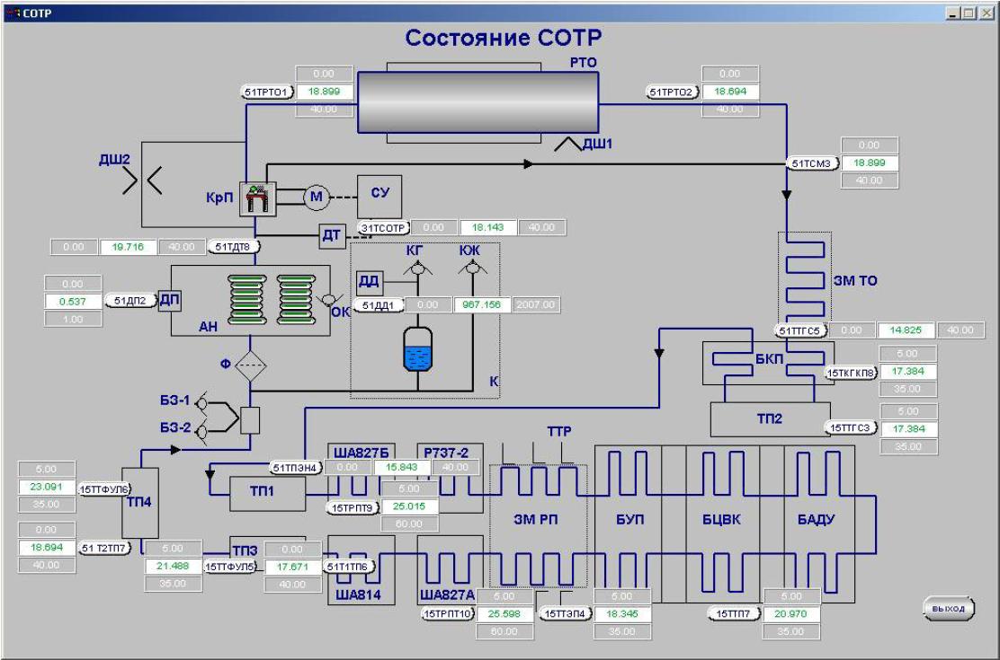 СОТР
Состояние СОТР
РТО
0.00
51ТРТО1
18.899
40.00
0.00
51ТРТО2
18.694
40.00
ДШ1
ДШ2
0.00
51ТСМ3
18.899
40.00
КрП
М
СУ
ДТ
31ТСОТР
0.00
18.143
40.00
0.00
19.716
40.00
51ТДТ8
КГ
КЖ
ЗМ ТО
0.00
0.537
1.00
51ДП2
ДП
АН
ОК
ДД
51ДД1
0.00
967.156
2007.00
К
51ТТГС5
0.00
14.825
40.00
БКП
5.00
15ТКГКП8
17.384
35.00
ТП2
5.00
15ТТГС3
17.384
35.00
Ф
БЗ-1
БЗ-2
ТТР
ША827Б
Р737-2
51ТПЭН4
0.00
15.843
40.00
ТП1
5.00
15ТРПТ9
25.015
60.00
ЗМ РП
БУП
БЦВК
БАДУ
5.00
23.091
35.00
15ТТФУЛ6
ТП4
0.00
18.694
40.00
51 Т2ТП7
ТП3
5.00
21.488
35.00
15ТТФУЛ5
0.00
17.671
40.00
51Т1ТП6
ША814
ША827А
15ТРПТ10
5.00
25.598
60.00
15ТТЭП4
5.00
18.345
35.00
15ТТП7
5.00
20.970
35.00
ВЫХОД